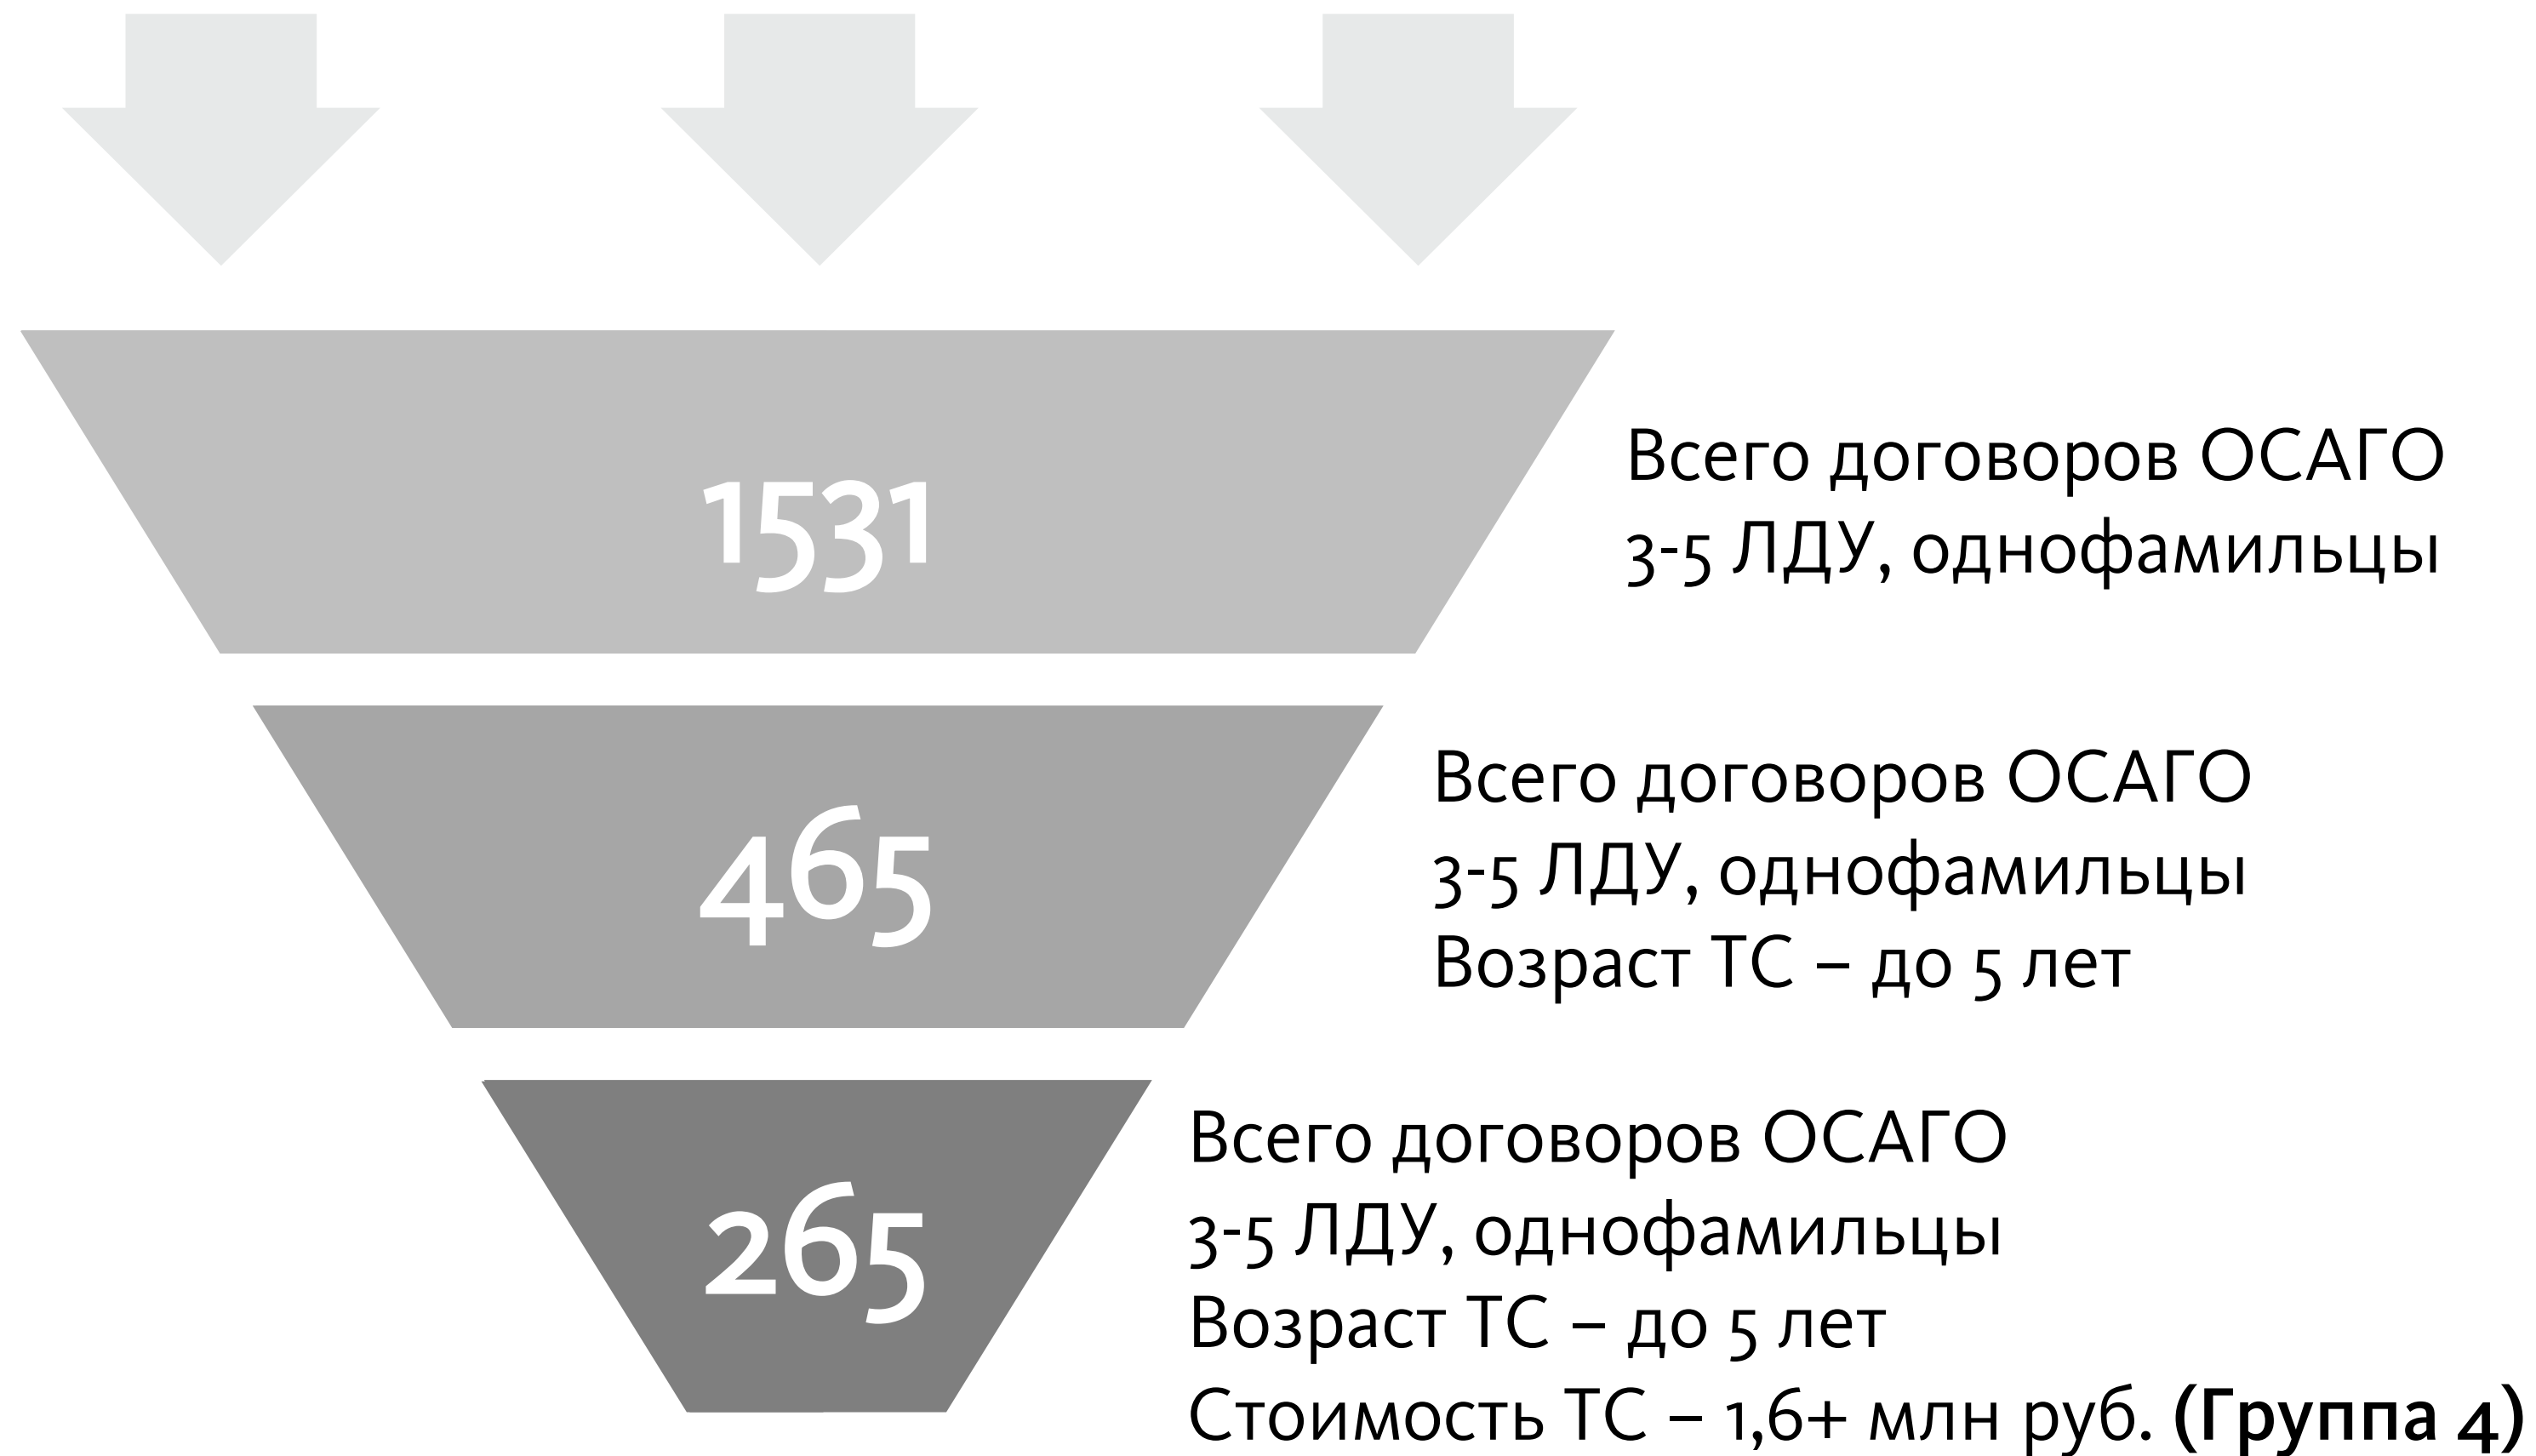 1531
Всего договоров ОСАГО
3-5 ЛДУ, однофамильцы
465
Всего договоров ОСАГО
3-5 ЛДУ, однофамильцы
Возраст ТС – до 5 лет
265
Всего договоров ОСАГО
3-5 ЛДУ, однофамильцы
Возраст ТС – до 5 лет
Стоимость ТС – 1,6+ млн руб. (Группа 4)